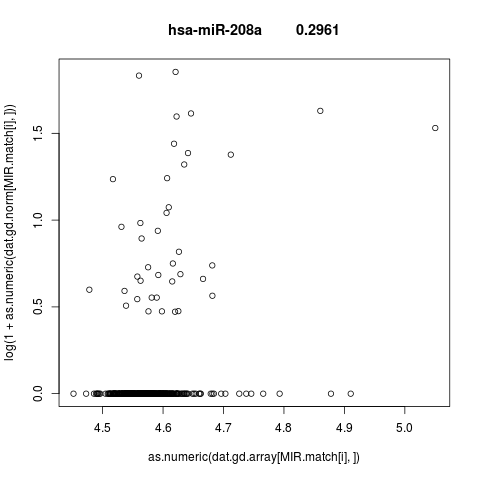 hsa-miR-208a 0.2961
log(1 + as.numeric(dat.gd.norm[MIR.match[i], ]))
1.5
1.0
0.5
0.0
4.5 4.6 4.7 4.8 4.9 5.0
as.numeric(dat.gd.array[MIR.match[i], ])